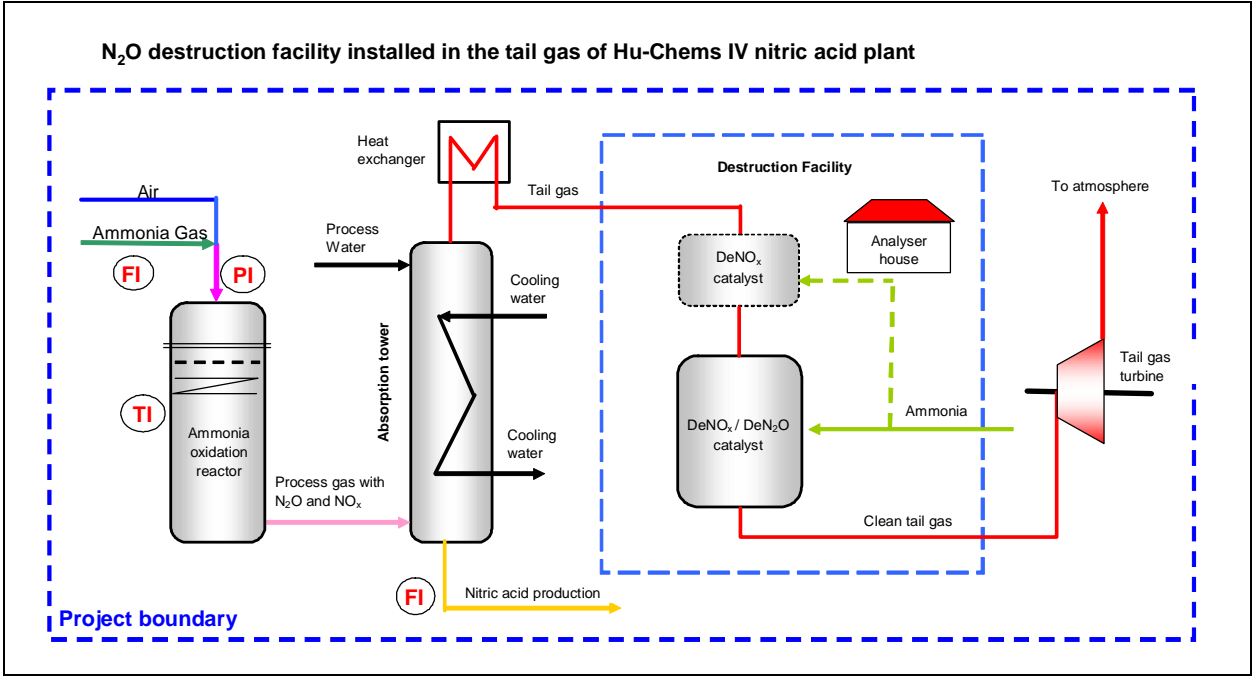 N₂O destruction facility installed in the tail gas of Hu-Chems IV nitric acid plant
Heat
exchanger
Air
Ammonia Gas
FI
PI
TI
Ammonia
oxidation
reactor
Process gas with
N₂O and NOₓ
Process
Water
Absorption tower
Cooling
water
Cooling
water
FI
Nitric acid production
Tail gas
Destruction Facility
DeNOₓ
catalyst
Analyser
house
DeNOₓ / DeN₂O
catalyst
Ammonia
Clean tail gas
To atmosphere
Tail gas
turbine
Project boundary